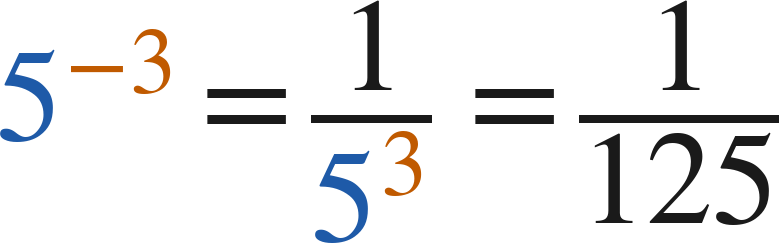 5⁻³ = 1/5³ = 1/125